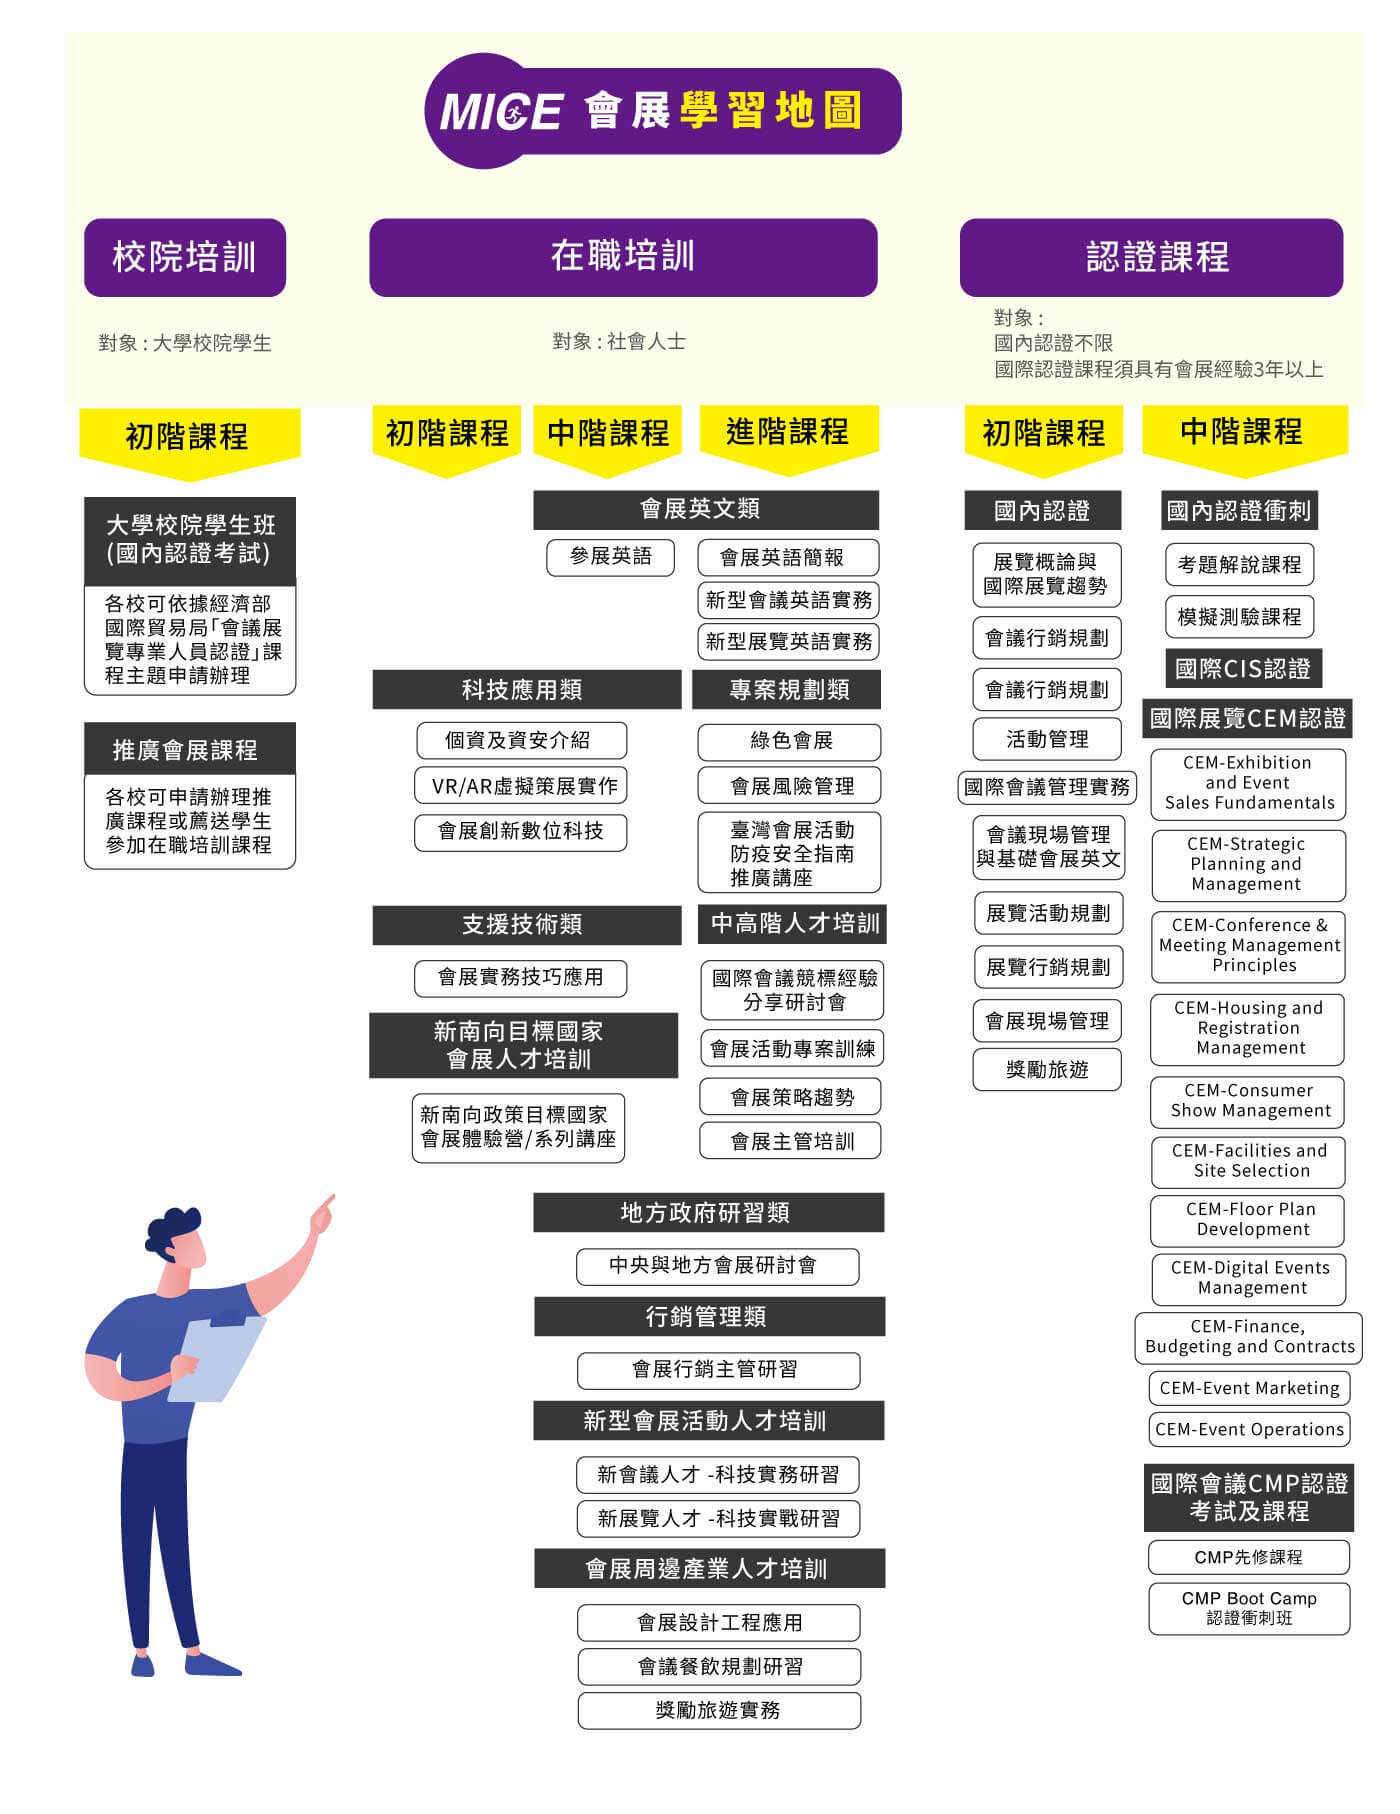 MICE 會展學習地圖
校院培訓
對象 : 大學校院學生
初階課程
大學校院學生班
(國內認證考試)
各校可依據經濟部
國際貿易局「會議展
覽專業人員認證」課
程主題申請辦理
推廣會展課程
各校可申請辦理推
廣課程或薦送學生
參加在職培訓課程
在職培訓
對象 : 社會人士
初階課程
中階課程
進階課程
會展英文類
參展英語
會展英語簡報
新型會議英語實務
新型展覽英語實務
科技應用類
個資及資安介紹
VR/AR虛擬策展實作
會展創新數位科技
專案規劃類
綠色會展
會展風險管理
臺灣會展活動
防疫安全指南
推廣講座
支援技術類
會展實務技巧應用
中高階人才培訓
國際會議競標經驗
分享研討會
會展活動專案訓練
會展策略趨勢
會展主管培訓
新南向目標國家
會展人才培訓
新南向政策目標國家
會展體驗營/系列講座
地方政府研習類
中央與地方會展研討會
行銷管理類
會展行銷主管研習
新型會展活動人才培訓
新會議人才 -科技實務研習
新展覽人才 -科技實戰研習
會展周邊產業人才培訓
會展設計工程應用
會議餐飲規劃研習
獎勵旅遊實務
認證課程
對象 :
國內認證不限
國際認證課程須具有會展經驗3年以上
初階課程
中階課程
國內認證
展覽概論與
國際展覽趨勢
會議行銷規劃
會議行銷規劃
活動管理
國際會議管理實務
會議現場管理
與基礎會展英文
展覽活動規劃
展覽行銷規劃
會展現場管理
獎勵旅遊
國內認證衝刺
考題解說課程
模擬測驗課程
國際CIS認證
國際展覽CEM認證
CEM-Exhibition
and Event
Sales Fundamentals
CEM-Strategic
Planning and
Management
CEM-Conference &
Meeting Management
Principles
CEM-Housing and
Registration
Management
CEM-Consumer
Show Management
CEM-Facilities and
Site Selection
CEM-Floor Plan
Development
CEM-Digital Events
Management
CEM-Finance,
Budgeting and Contracts
CEM-Event Marketing
CEM-Event Operations
國際會議CMP認證
考試及課程
CMP先修課程
CMP Boot Camp
認證衝刺班